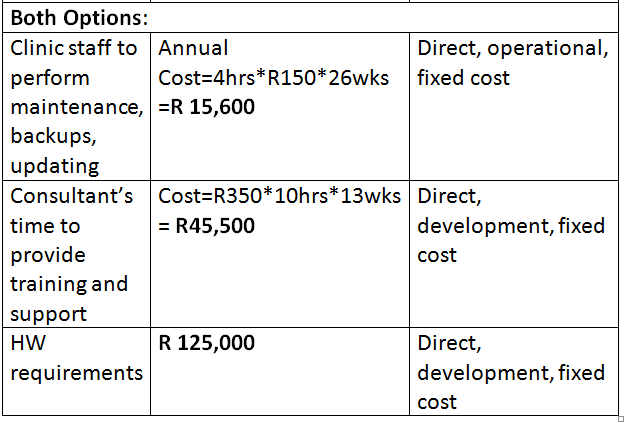 Both Options:
Clinic staff to
perform
maintenance,
backups,
updating
Annual
Cost=4hrs*R150*26wks
=R 15,600
Direct, operational,
fixed cost
Consultant’s
time to
provide
training and
support
Cost=R350*10hrs*13wks
= R45,500
Direct,
development, fixed
cost
HW
requirements
R 125,000
Direct,
development, fixed
cost